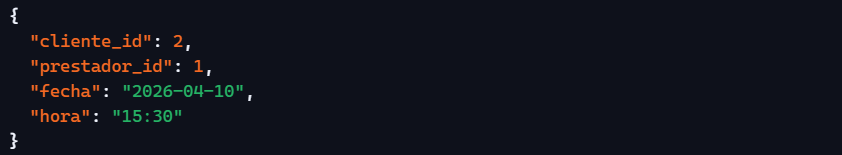 {
  "cliente_id": 2,
  "prestador_id": 1,
  "fecha": "2026-04-10",
  "hora": "15:30"
}